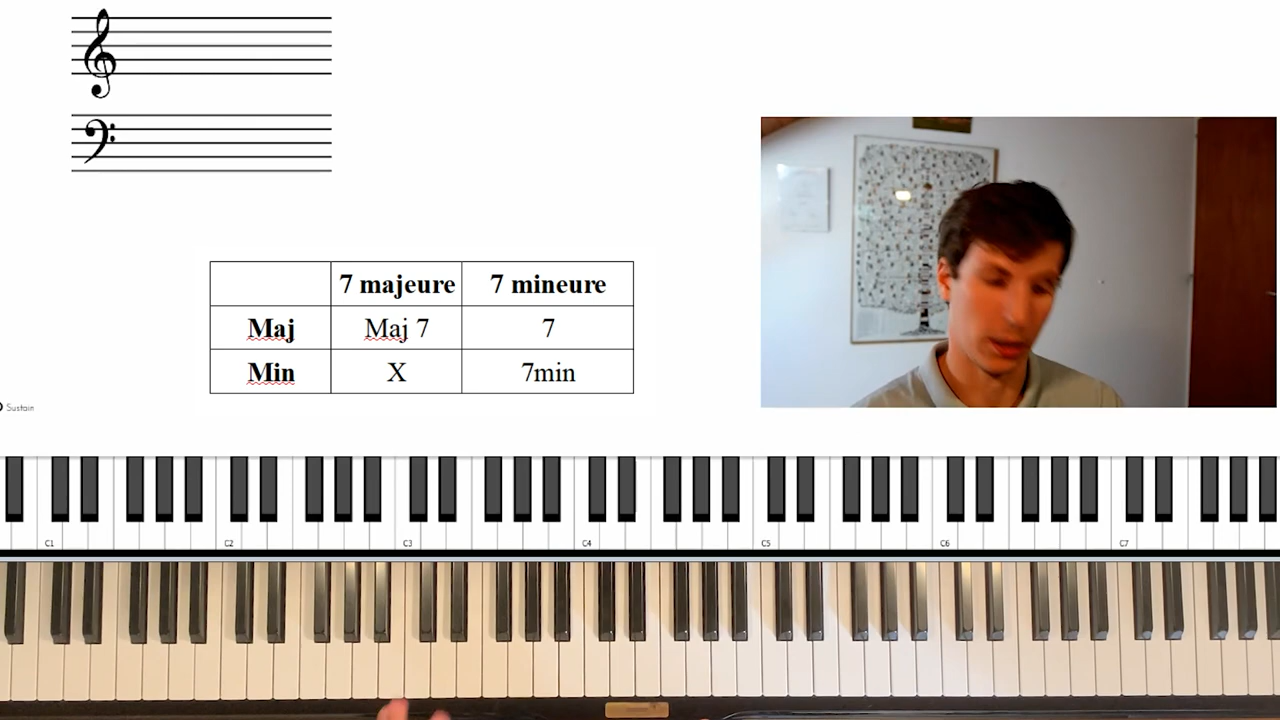 7 majeure 7 mineure
Maj Maj 7 7
Min X 7min
Sustain
C1 C2 C3 C4 C5 C6 C7